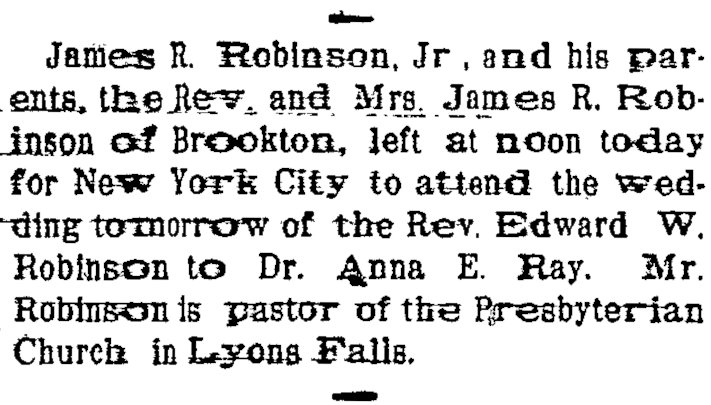 James R. Robinson, Jr , and his par-
ents, the Rev. and Mrs. James R. Rob-
inson of Brookton, left at noon today
for New York City to attend the wed-
ding tomorrow of the Rev. Edward W.
Robinson to Dr. Anna E. Ray. Mr.
Robinson is pastor of the Presbyterian
Church in Lyons Falls.